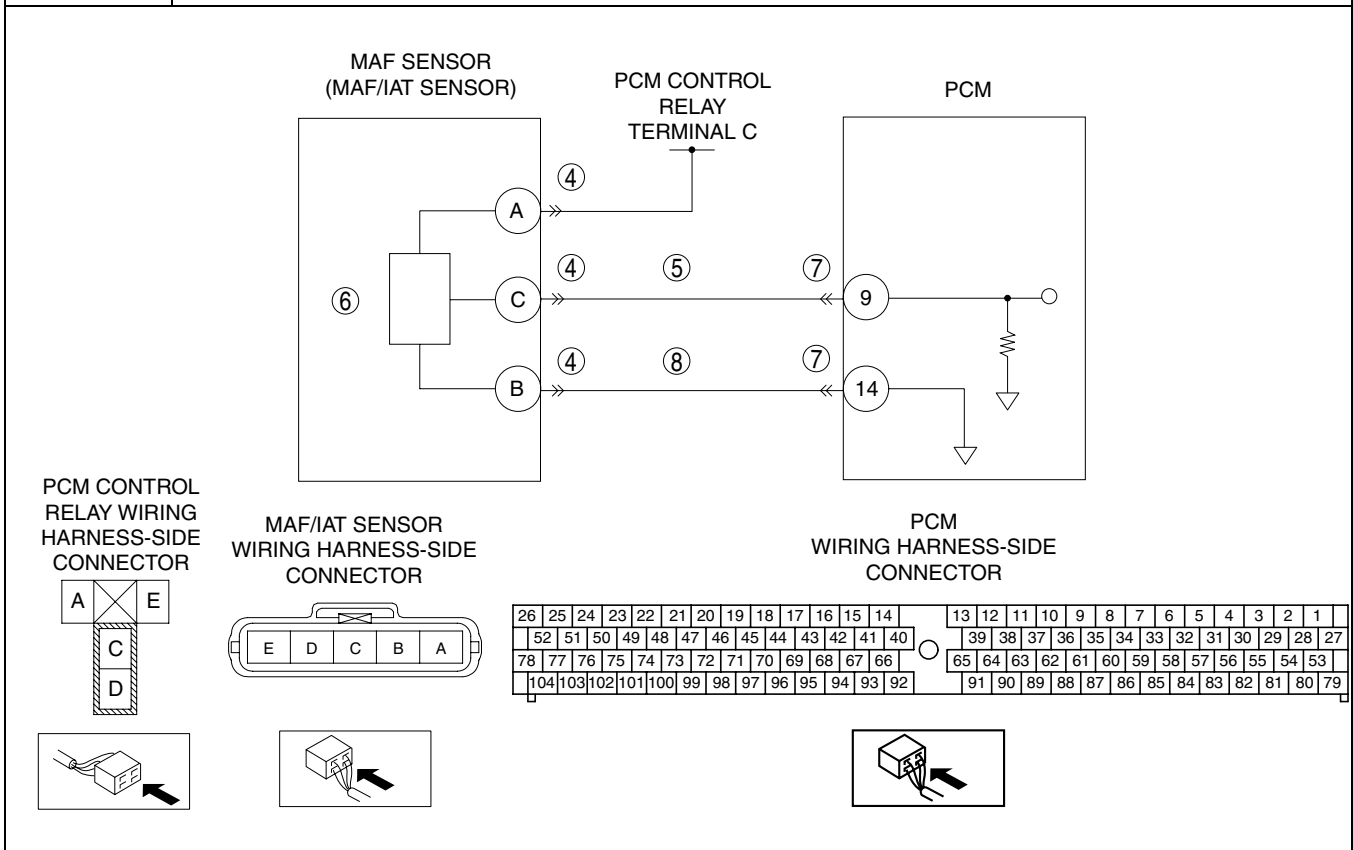 MAF SENSOR
(MAF/IAT SENSOR)
PCM CONTROL
RELAY
TERMINAL C
PCM
4
A
4
5
7
6
C
9
4
8
7
B
14
PCM CONTROL
RELAY WIRING
HARNESS-SIDE
CONNECTOR
A E
C
D
MAF/IAT SENSOR
WIRING HARNESS-SIDE
CONNECTOR
E D C B A
PCM
WIRING HARNESS-SIDE
CONNECTOR
26 25 24 23 22 21 20 19 18 17 16 15 14 13 12 11 10 9 8 7 6 5 4 3 2 1
52 51 50 49 48 47 46 45 44 43 42 41 40 39 38 37 36 35 34 33 32 31 30 29 28 27
78 77 76 75 74 73 72 71 70 69 68 67 66 65 64 63 62 61 60 59 58 57 56 55 54 53
104 103 102 101 100 99 98 97 96 95 94 93 92 91 90 89 88 87 86 85 84 83 82 81 80 79